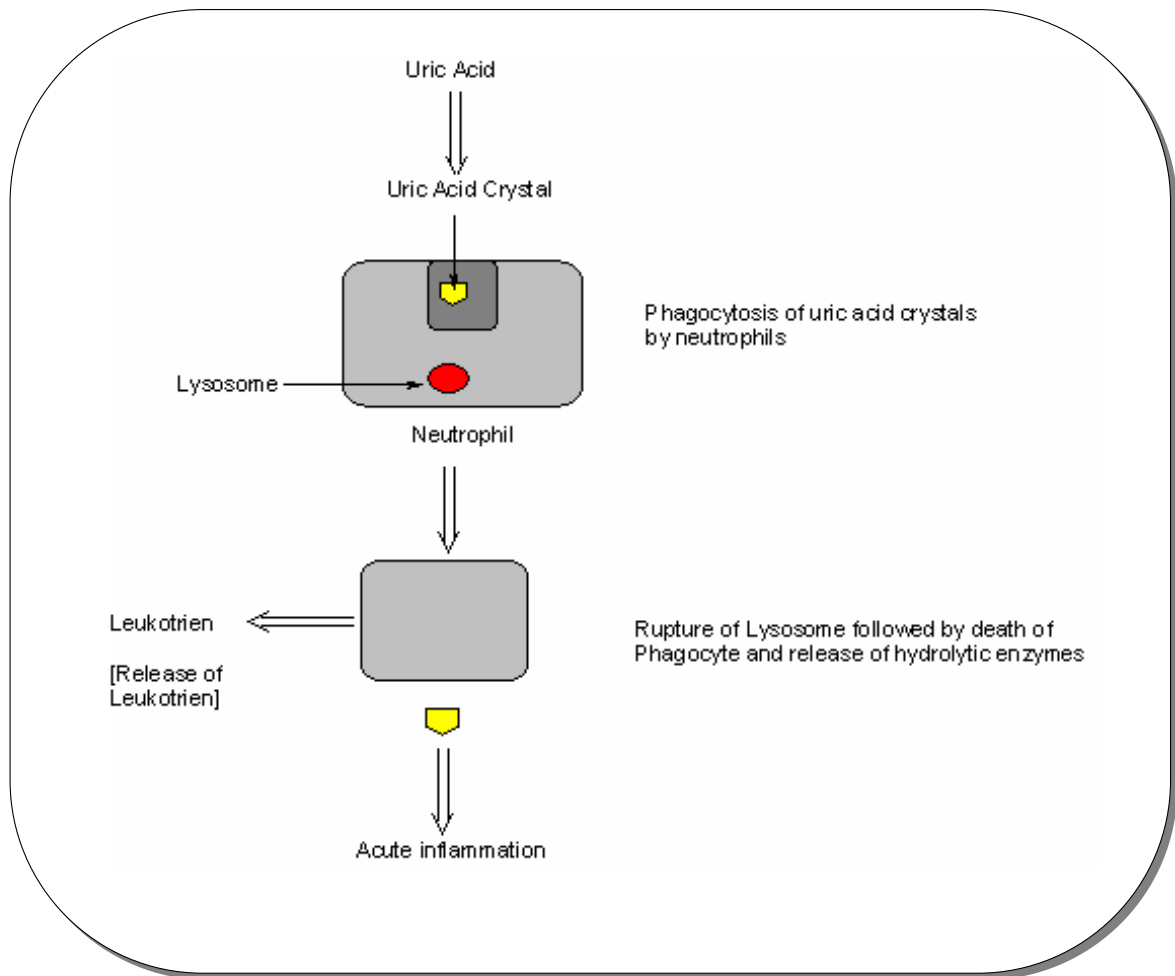 Uric Acid
Uric Acid Crystal
Phagocytosis of uric acid crystals
by neutrophils
Lysosome
Neutrophil
Leukotrien
[Release of
Leukotrien]
Rupture of Lysosome followed by death of
Phagocyte and release of hydrolytic enzymes
Acute inflammation